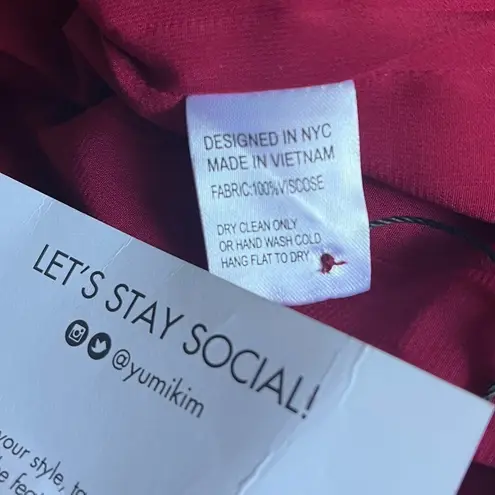 DESIGNED IN NYC
MADE IN VIETNAM
FABRIC:100%VISCOSE
DRY CLEAN ONLY
OR HAND WASH COLD
HANG FLAT TO DRY
LET'S STAY SOCIAL!
@yumikim
your style,